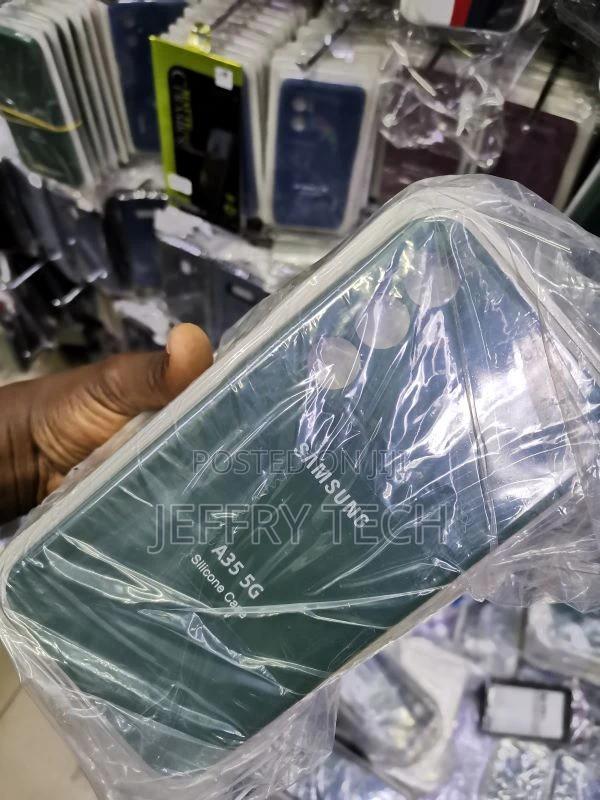 SAMSUNG
A35 5G
Silicone Case
POSTED ON JIJI
JEFFRY TECH